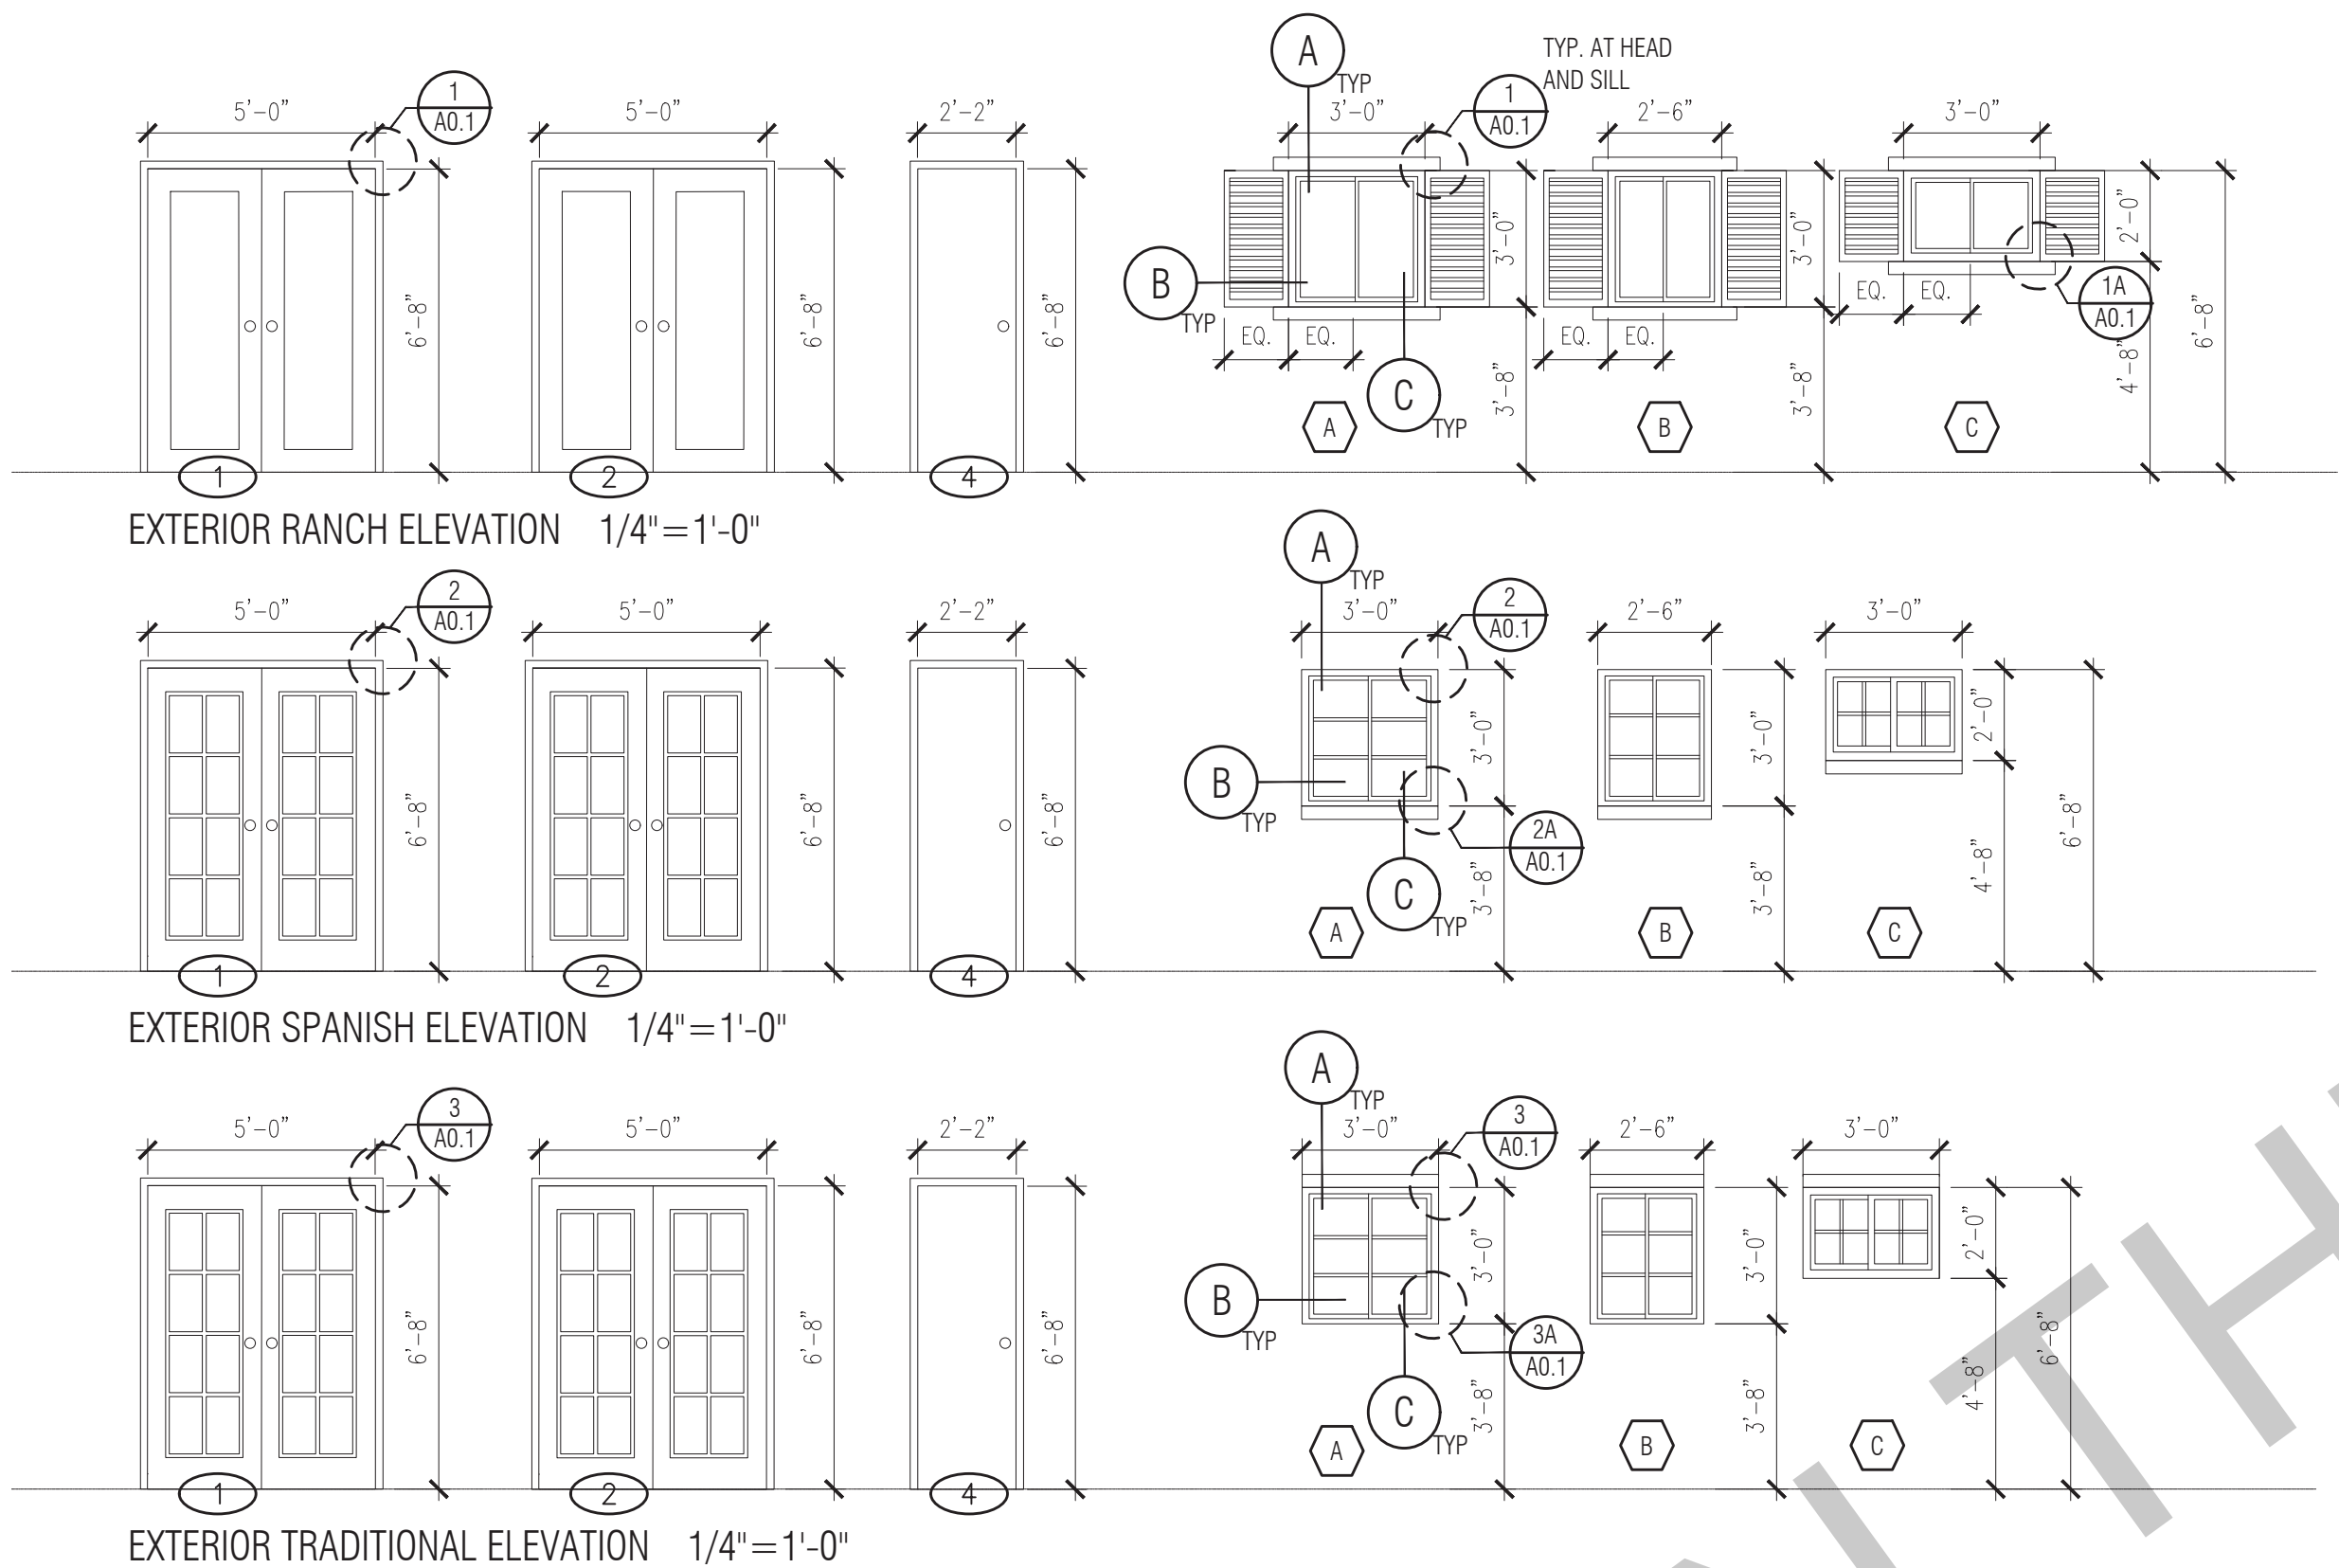 A
TYP
TYP. AT HEAD
AND SILL
1
A0.1
1
A0.1
5'-0"
5'-0"
2'-2"
3'-0"
2'-6"
3'-0"
6'-8"
6'-8"
6'-8"
B
TYP
3'-0"
3'-0"
2'-0"
1A
A0.1
EQ.
EQ.
EQ.
EQ.
EQ.
EQ.
6'-8"
3'-8"
3'-8"
4'-8"
C
TYP
A
B
C
1
2
4
EXTERIOR RANCH ELEVATION 1/4"=1'-0"
A
TYP
2
A0.1
2
A0.1
5'-0"
5'-0"
2'-2"
3'-0"
2'-6"
3'-0"
6'-8"
6'-8"
6'-8"
B
TYP
3'-0"
3'-0"
2'-0"
2A
A0.1
6'-8"
3'-8"
3'-8"
4'-8"
C
TYP
A
B
C
1
2
4
EXTERIOR SPANISH ELEVATION 1/4"=1'-0"
A
TYP
3
A0.1
3
A0.1
5'-0"
5'-0"
2'-2"
3'-0"
2'-6"
3'-0"
6'-8"
6'-8"
6'-8"
B
TYP
3'-0"
3'-0"
2'-0"
3A
A0.1
6'-8"
3'-8"
3'-8"
4'-8"
C
TYP
A
B
C
1
2
4
EXTERIOR TRADITIONAL ELEVATION 1/4"=1'-0"